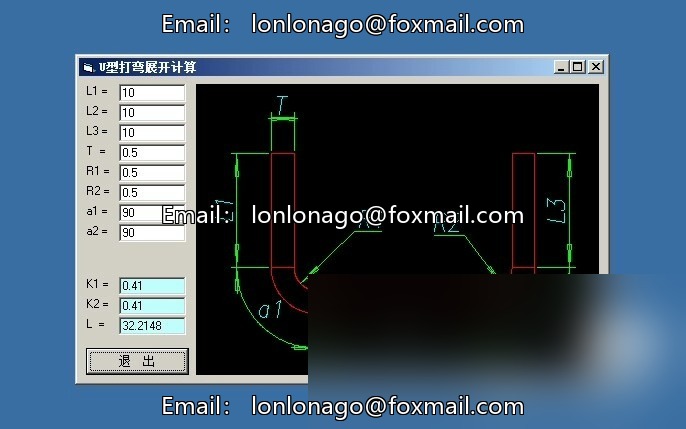 Email： lonlonago@foxmail.com
U型打弯展开计算
L1 = 10
L2 = 10
L3 = 10
T = 0.5
R1 = 0.5
R2 = 0.5
a1 = 90
a2 = 90
K1 = 0.41
K2 = 0.41
L = 32.2148
退 出
T
L1
R1
R2
L3
a1
Email： lonlonago@foxmail.com
Email： lonlonago@foxmail.com